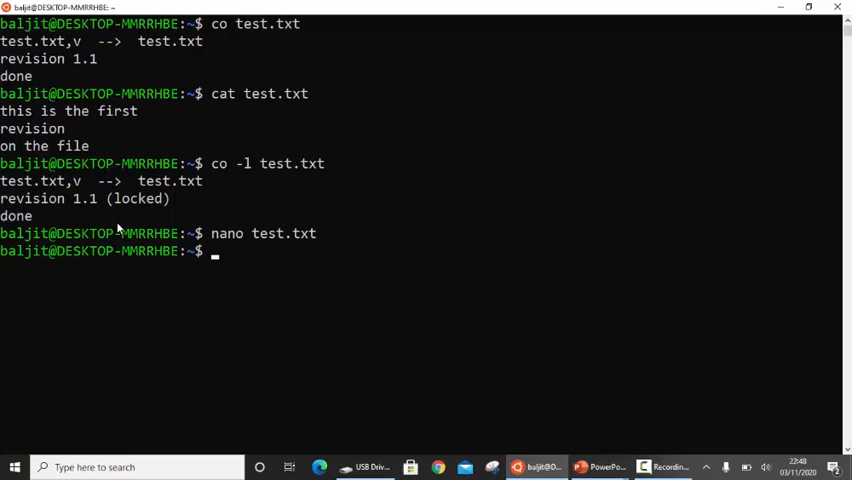 baljit@DESKTOP-MMRRHBE: ~
baljit@DESKTOP-MMRRHBE:~$ co test.txt
test.txt,v  -->  test.txt
revision 1.1
done
baljit@DESKTOP-MMRRHBE:~$ cat test.txt
this is the first
revision
on the file
baljit@DESKTOP-MMRRHBE:~$ co -l test.txt
test.txt,v  -->  test.txt
revision 1.1 (locked)
done
baljit@DESKTOP-MMRRHBE:~$ nano test.txt
baljit@DESKTOP-MMRRHBE:~$
Type here to search
USB Driv...
baljit@D...
PowerPo...
Recordin...
22:48
03/11/2020
2